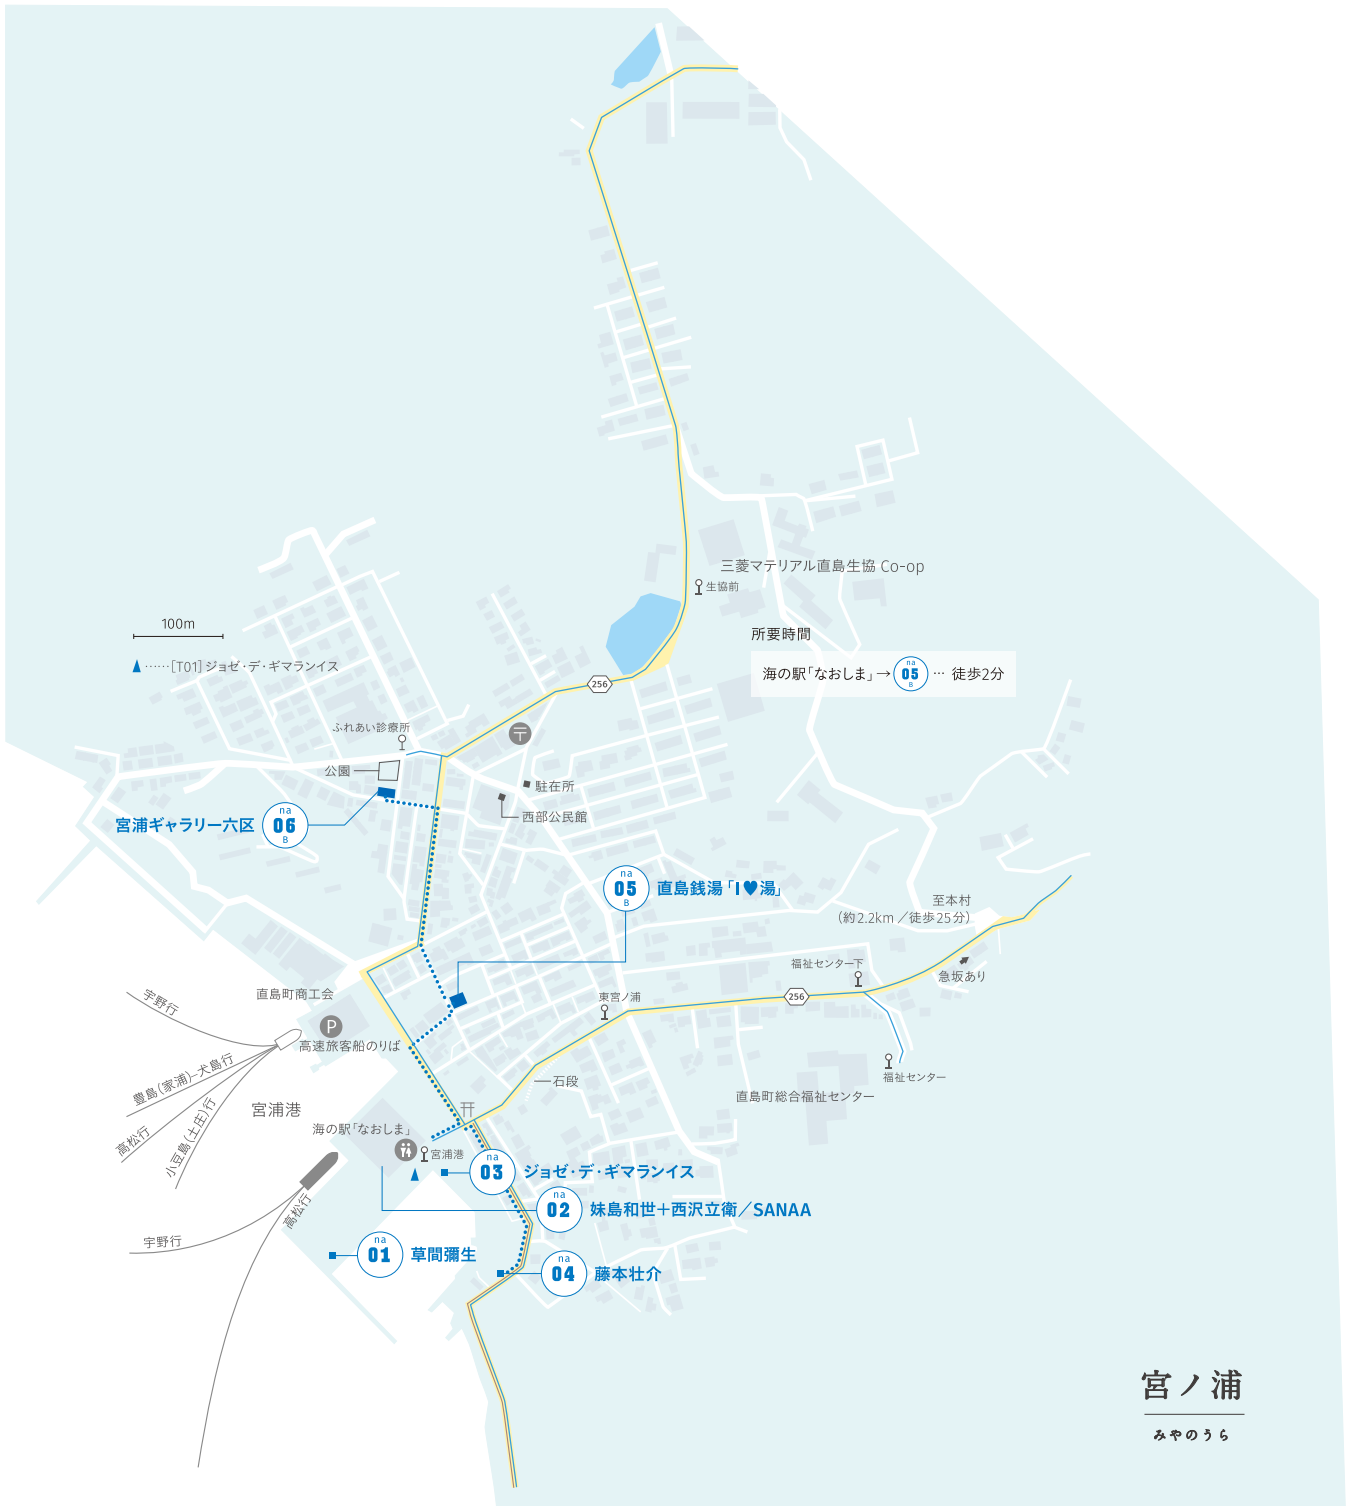 三菱マテリアル直島生協 Co-op
生協前
100m
……[T01]ジョゼ・デ・ギマランイス
所要時間
海の駅「なおしま」→ na 05 B … 徒歩2分
256
ふれあい診療所
〒
公園
駐在所
西部公民館
宮浦ギャラリー六区
na
06
B
na
05
B
直島銭湯「I♥湯」
至本村
(約2.2km/徒歩25分)
福祉センター下
急坂あり
直島町商工会
東宮ノ浦
256
宇野行
P
高速旅客船のりば
豊島(家浦)-犬島行
高松行
小豆島(土庄)行
宮浦港
石段
福祉センター
直島町総合福祉センター
海の駅「なおしま」
宮浦港
na
03
ジョゼ・デ・ギマランイス
na
02
妹島和世+西沢立衛/SANAA
高松行
宇野行
na
01
草間彌生
na
04
藤本壮介
宮ノ浦
みやのうら